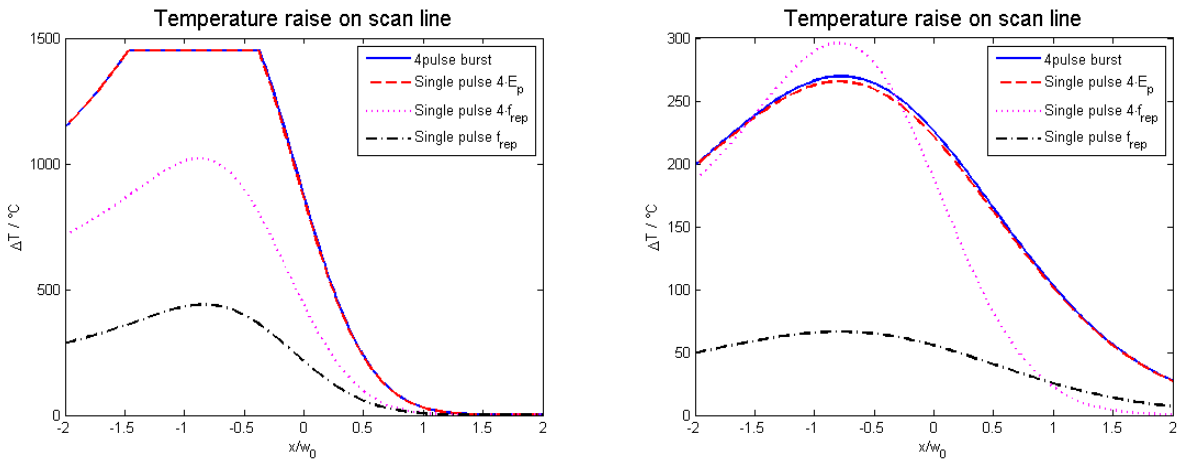 Temperature raise on scan line
1500
1000
500
0
ΔT / °C
-2 -1.5 -1 -0.5 0 0.5 1 1.5 2
x/w0
4pulse burst
Single pulse 4·Ep
Single pulse 4·frep
Single pulse frep
Temperature raise on scan line
300
250
200
150
100
50
0
ΔT / °C
-2 -1.5 -1 -0.5 0 0.5 1 1.5 2
x/w0
4pulse burst
Single pulse 4·Ep
Single pulse 4·frep
Single pulse frep